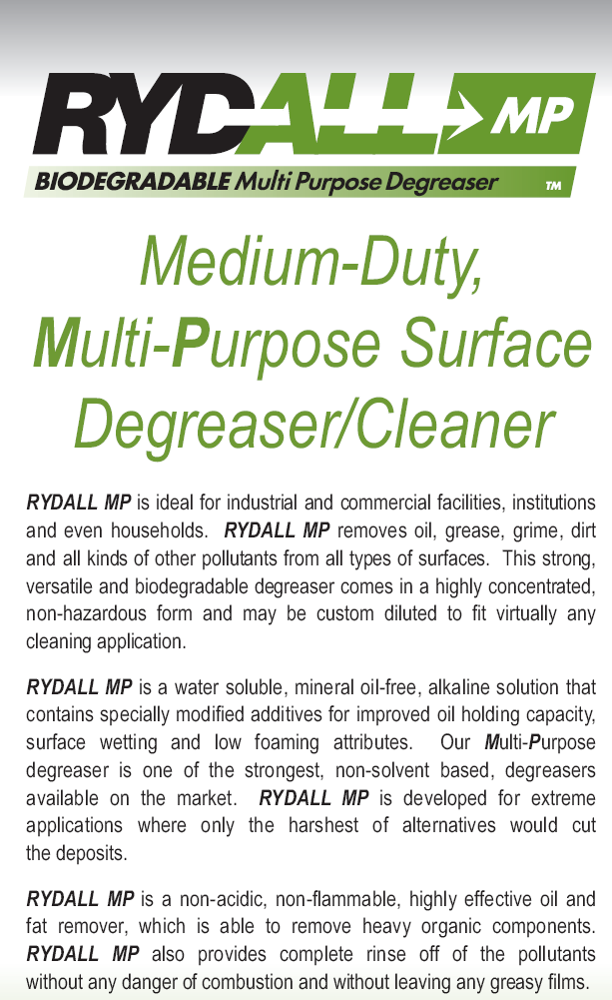 RYDALL MP
BIODEGRADABLE Multi Purpose Degreaser ™
Medium-Duty,
Multi-Purpose Surface
Degreaser/Cleaner
RYDALL MP is ideal for industrial and commercial facilities, institutions
and even households. RYDALL MP removes oil, grease, grime, dirt
and all kinds of other pollutants from all types of surfaces. This strong,
versatile and biodegradable degreaser comes in a highly concentrated,
non-hazardous form and may be custom diluted to fit virtually any
cleaning application.
RYDALL MP is a water soluble, mineral oil-free, alkaline solution that
contains specially modified additives for improved oil holding capacity,
surface wetting and low foaming attributes. Our Multi-Purpose
degreaser is one of the strongest, non-solvent based, degreasers
available on the market. RYDALL MP is developed for extreme
applications where only the harshest of alternatives would cut
the deposits.
RYDALL MP is a non-acidic, non-flammable, highly effective oil and
fat remover, which is able to remove heavy organic components.
RYDALL MP also provides complete rinse off of the pollutants
without any danger of combustion and without leaving any greasy films.